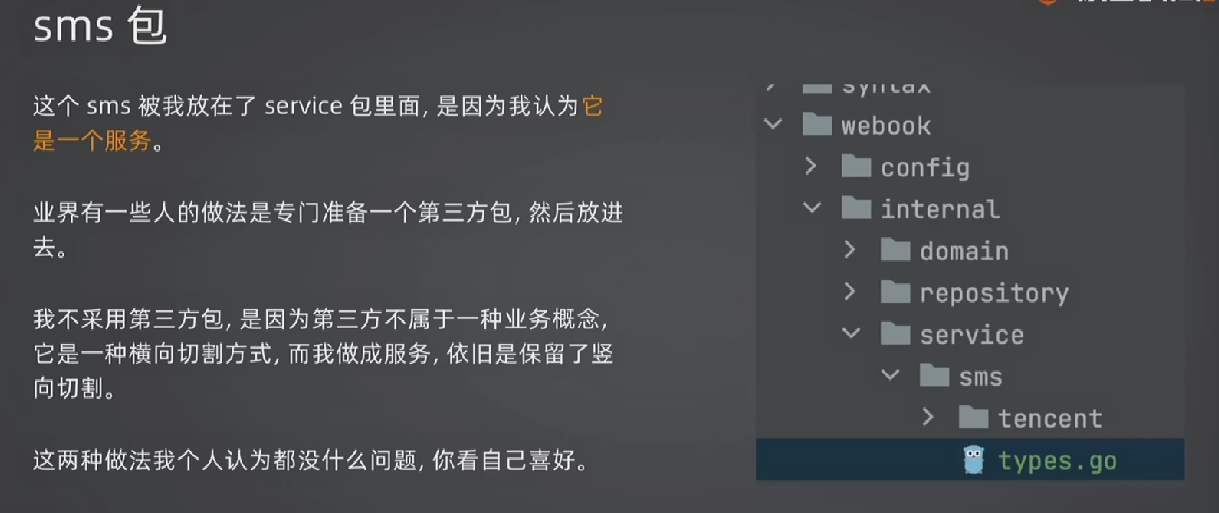 sms 包
这个 sms 被我放在了 service 包里面, 是因为我认为它
是一个服务。
业界有一些人的做法是专门准备一个第三方包, 然后放进
去。
我不采用第三方包, 是因为第三方不属于一种业务概念,
它是一种横向切割方式, 而我做成服务, 依旧是保留了竖
向切割。
这两种做法我个人认为都没什么问题, 你看自己喜好。
syntax
webook
config
internal
domain
repository
service
sms
tencent
types.go